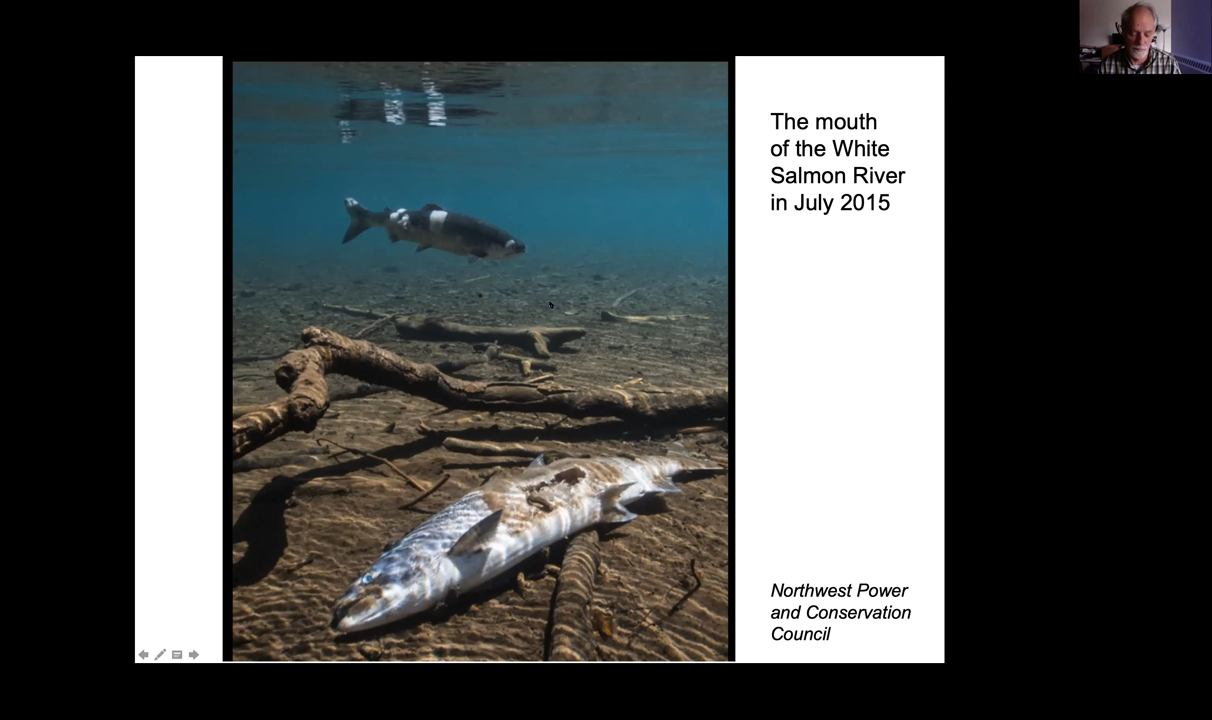 The mouth
of the White
Salmon River
in July 2015
Northwest Power
and Conservation
Council